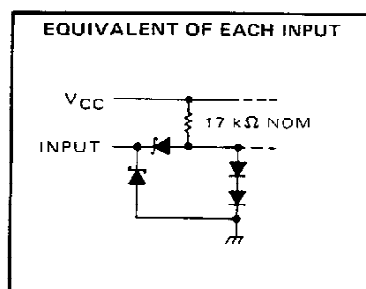 EQUIVALENT OF EACH INPUT
VCC
17 kΩ NOM
INPUT